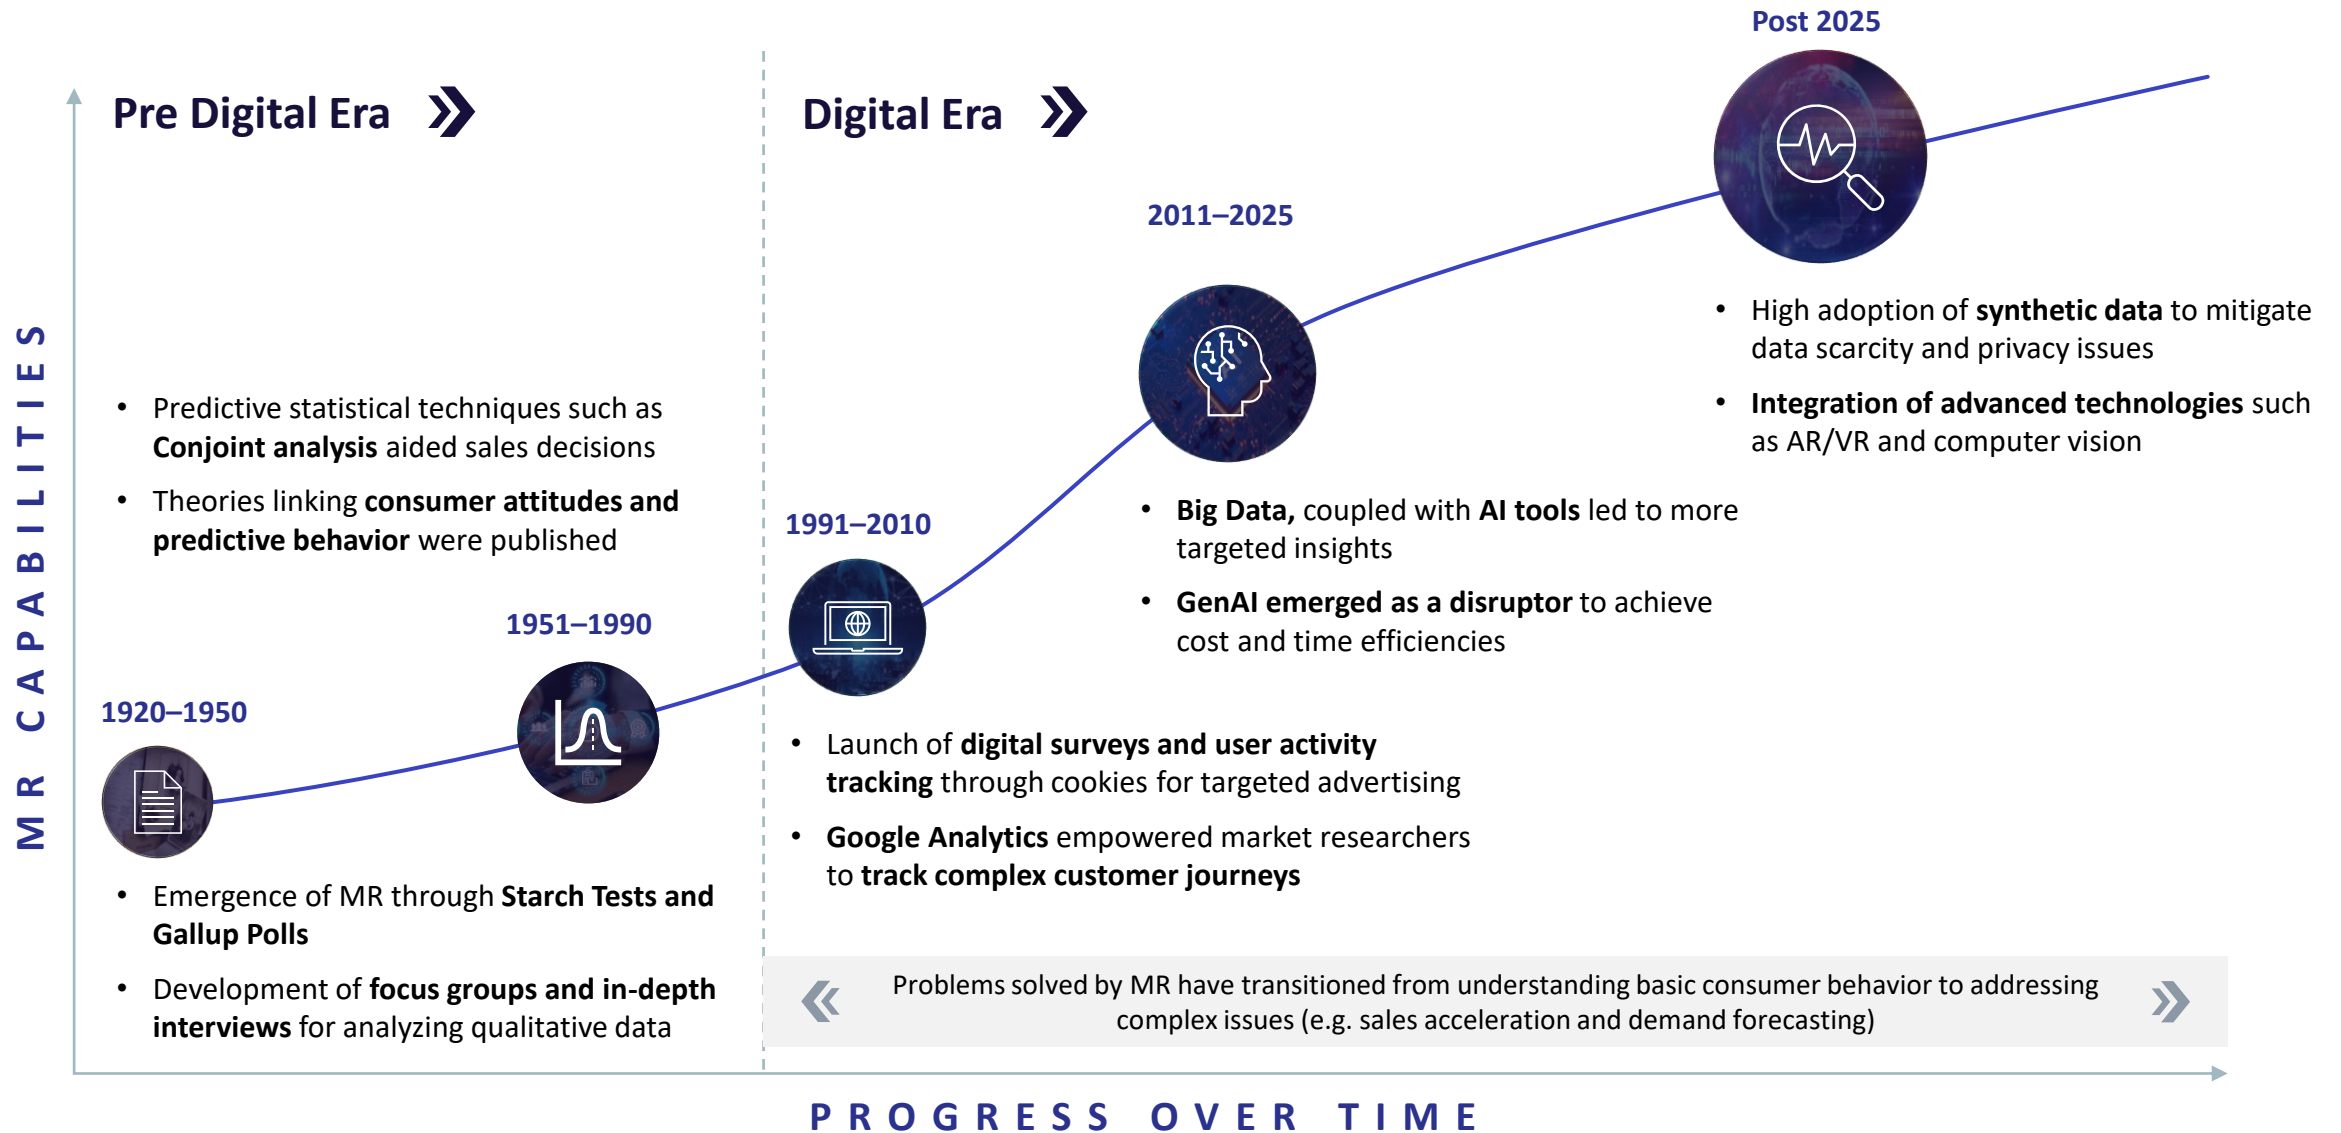 Post 2025
Pre Digital Era
Digital Era
2011–2025
• High adoption of synthetic data to mitigate
data scarcity and privacy issues
• Integration of advanced technologies such
as AR/VR and computer vision
• Predictive statistical techniques such as
Conjoint analysis aided sales decisions
• Theories linking consumer attitudes and
predictive behavior were published
1991–2010
• Big Data, coupled with AI tools led to more
targeted insights
• GenAI emerged as a disruptor to achieve
cost and time efficiencies
1951–1990
1920–1950
• Launch of digital surveys and user activity
tracking through cookies for targeted advertising
• Google Analytics empowered market researchers
to track complex customer journeys
• Emergence of MR through Starch Tests and
Gallup Polls
• Development of focus groups and in-depth
interviews for analyzing qualitative data
Problems solved by MR have transitioned from understanding basic consumer behavior to addressing
complex issues (e.g. sales acceleration and demand forecasting)
MR CAPABILITIES
PROGRESS OVER TIME